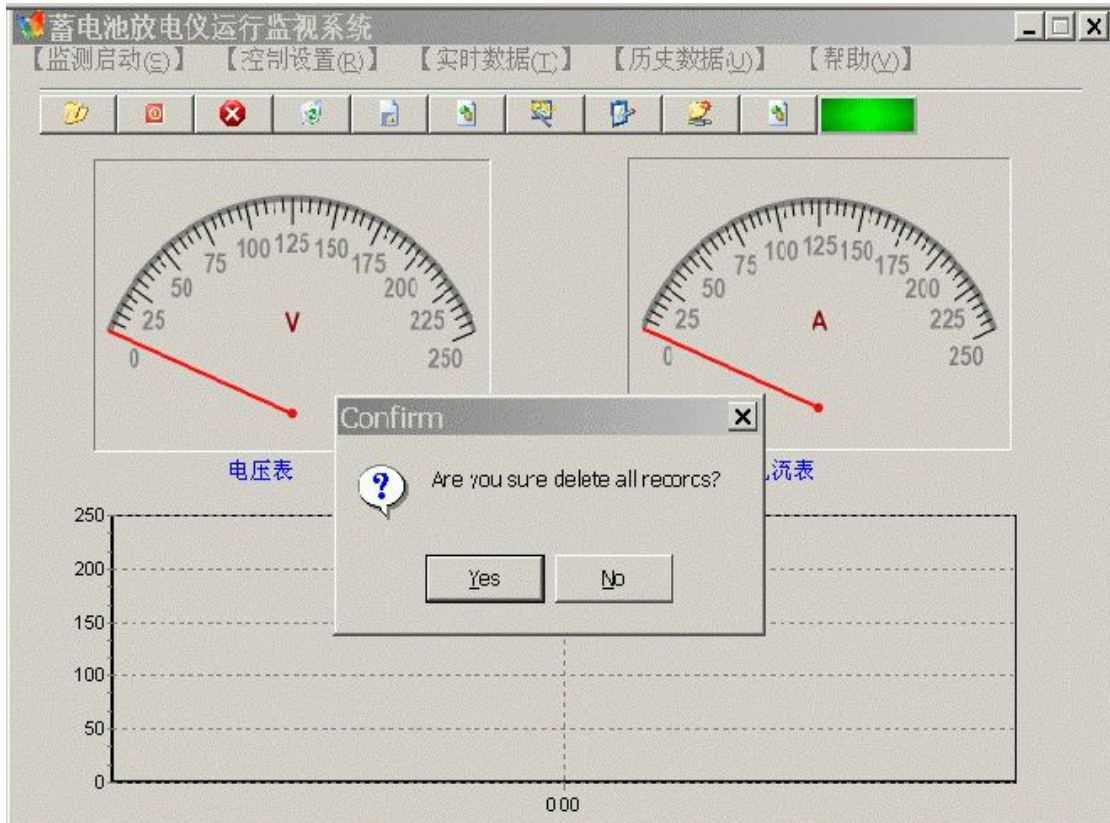 蓄电池放电仪运行监视系统
【监测启动(S)】 【控制设置(R)】 【实时数据(T)】 【历史数据(U)】 【帮助(V)】
0 25 50 75 100 125 150 175 200 225 250
V
0 25 50 75 100 125 150 175 200 225 250
A
电压表
流表
Confirm
Are you sure delete all records?
Yes No
250
200
150
100
50
0
0 00